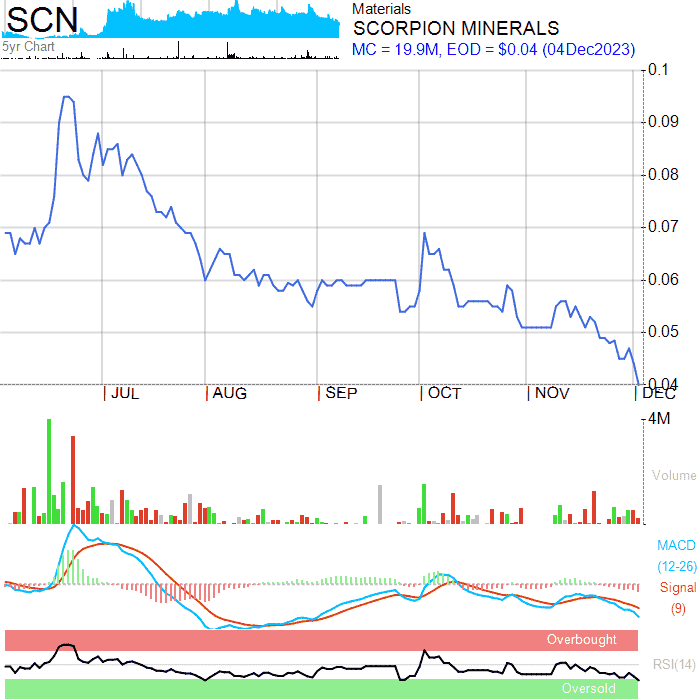 SCN
5yr Chart
Materials
SCORPION MINERALS
MC = 19.9M, EOD = $0.04 (04Dec2023)
0.1
0.09
0.08
0.07
0.06
0.05
0.04
JUL AUG SEP OCT NOV DEC
4M
Volume
MACD
(12-26)
Signal
(9)
Overbought
RSI(14)
Oversold